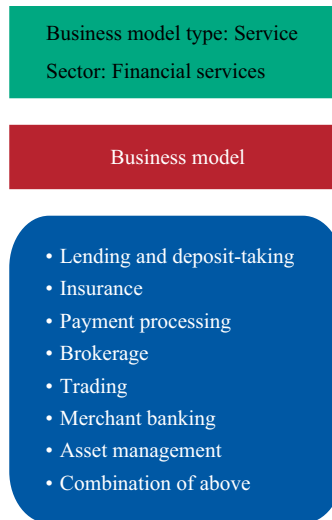 Business model type: Service
Sector: Financial services
Business model
• Lending and deposit-taking
• Insurance
• Payment processing
• Brokerage
• Trading
• Merchant banking
• Asset management
• Combination of above